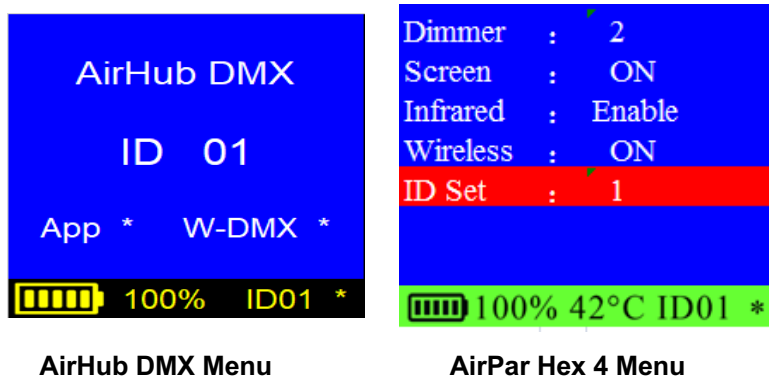 AirHub DMX
ID 01
App * W-DMX *
100% ID01 *
AirHub DMX Menu
Dimmer : 2
Screen : ON
Infrared : Enable
Wireless : ON
ID Set : 1
100% 42°C ID01 *
AirPar Hex 4 Menu